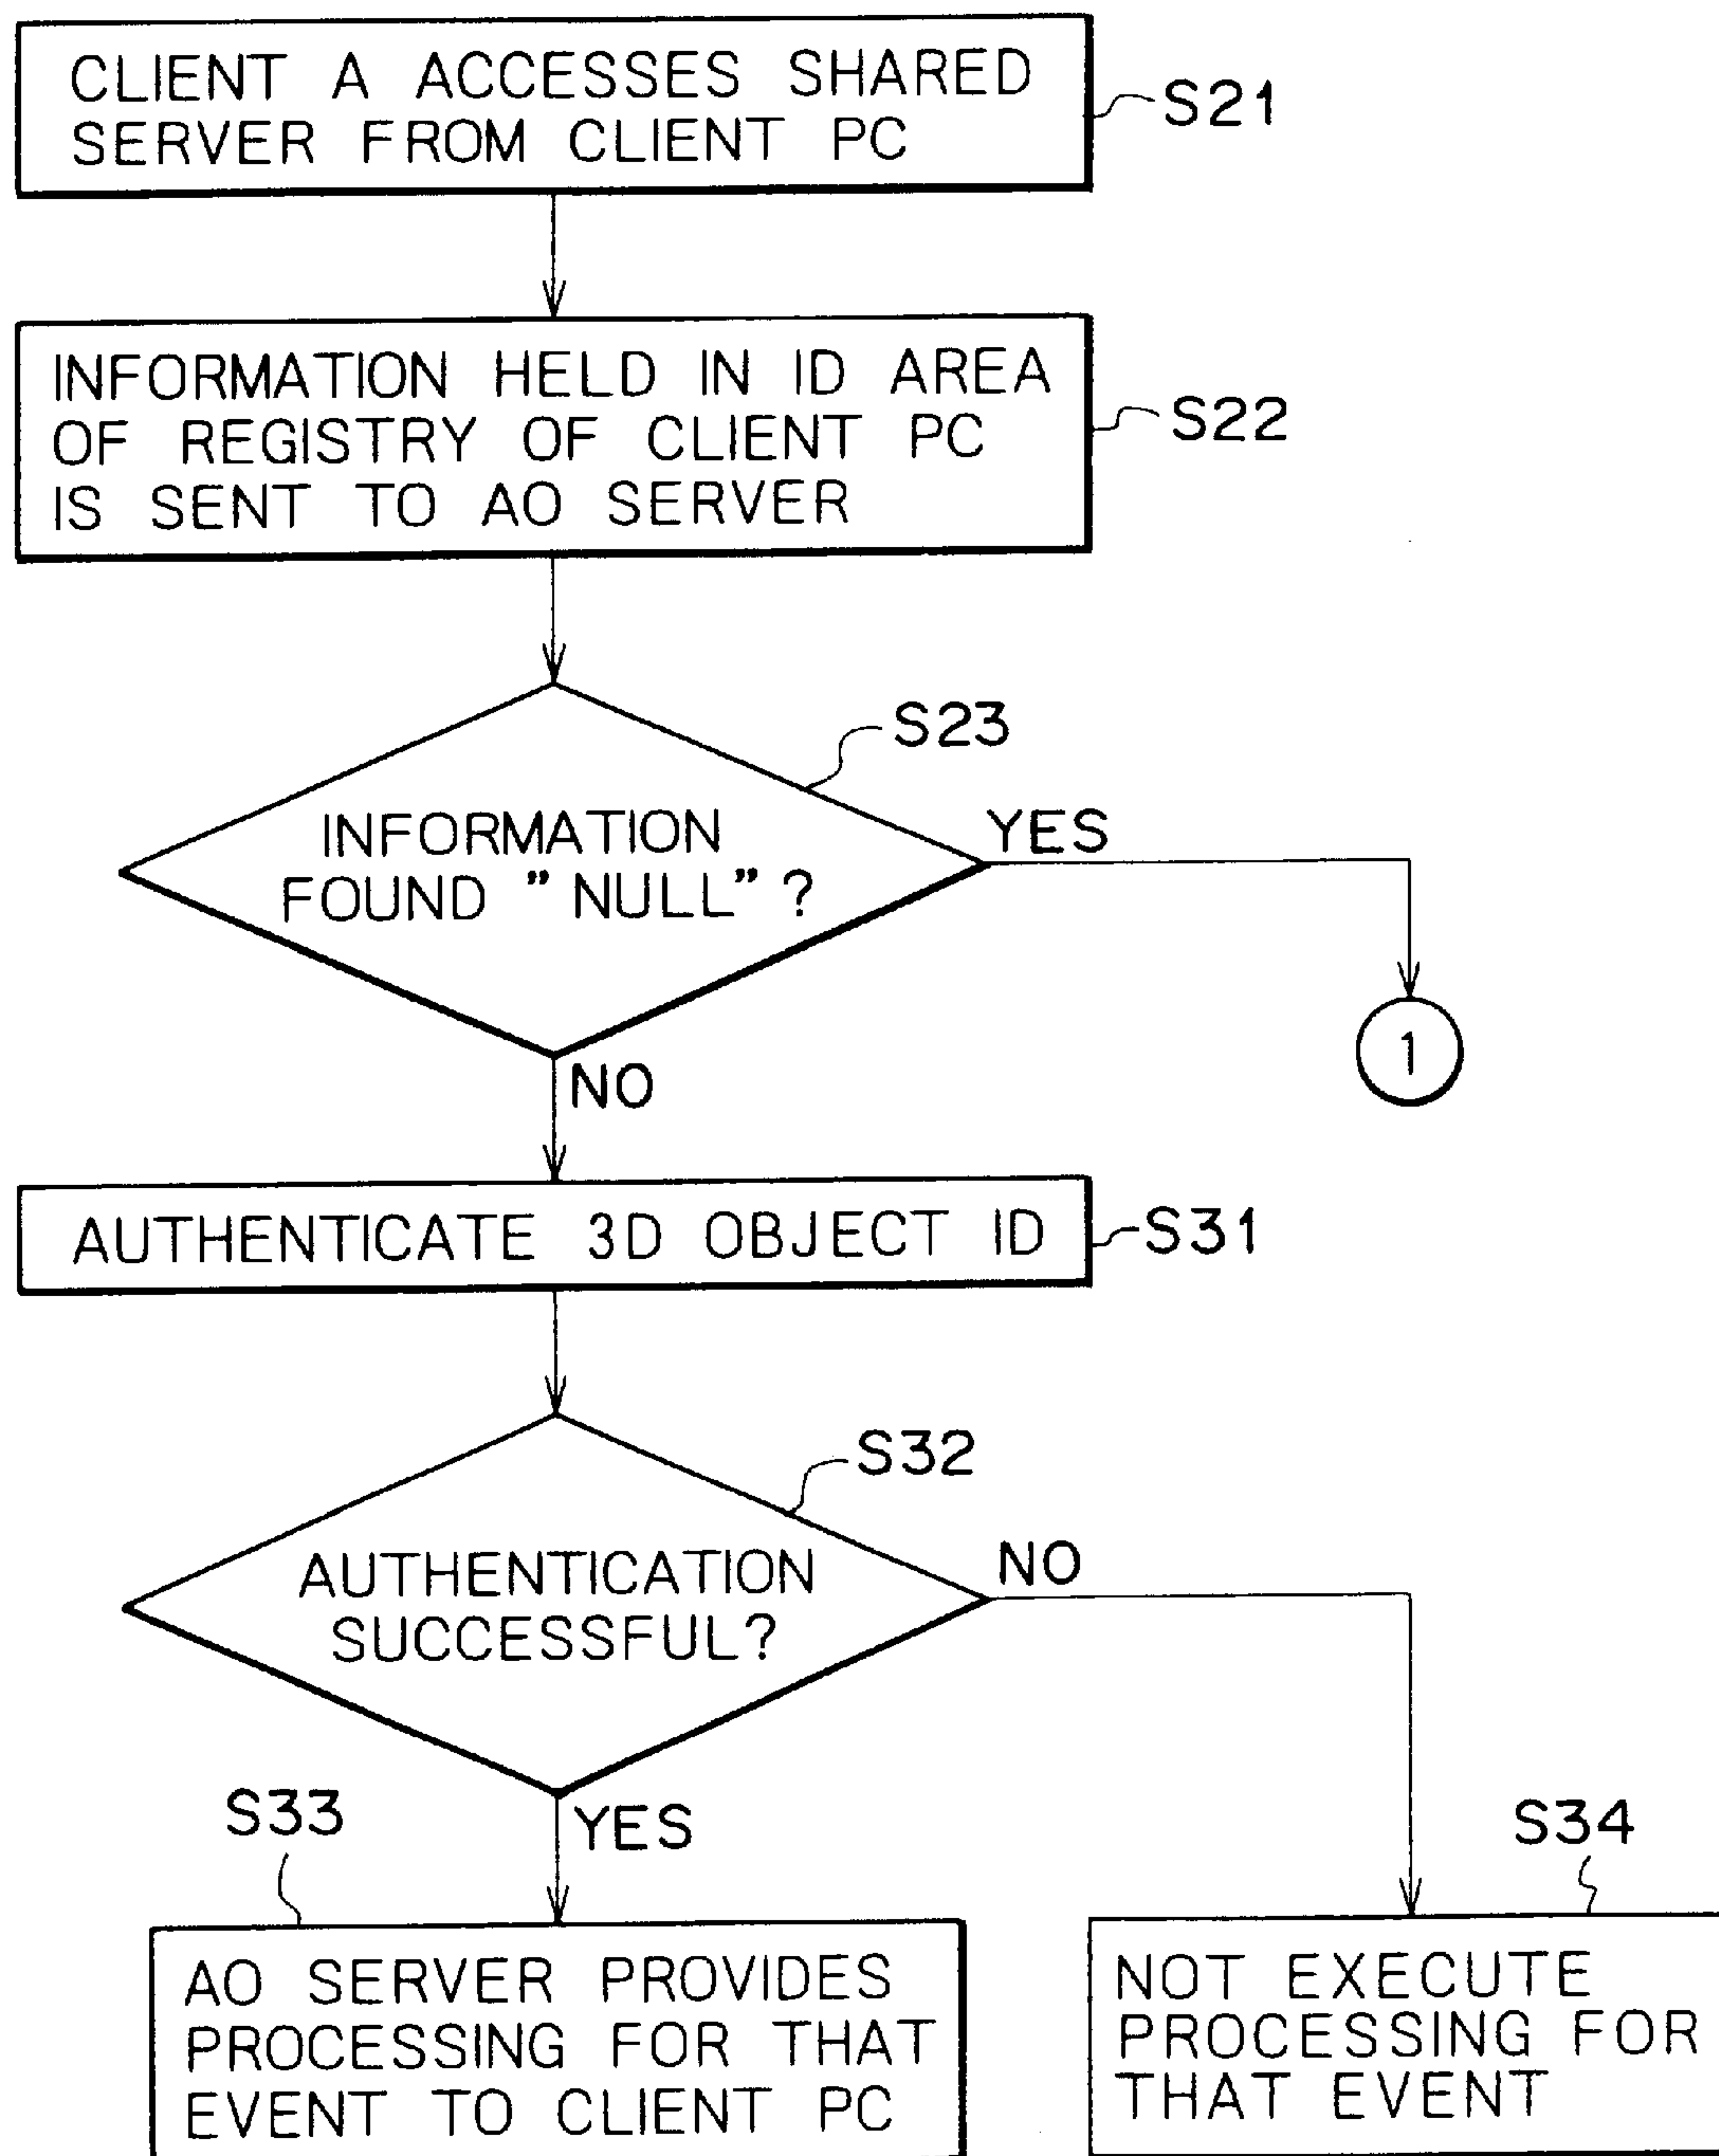 CLIENT A ACCESSES SHARED
SERVER FROM CLIENT PC
S21
INFORMATION HELD IN ID AREA
OF REGISTRY OF CLIENT PC
IS SENT TO AO SERVER
S22
S23
INFORMATION
FOUND "NULL"?
YES
1
NO
AUTHENTICATE 3D OBJECT ID
S31
S32
AUTHENTICATION
SUCCESSFUL?
NO
YES
S33
AO SERVER PROVIDES
PROCESSING FOR THAT
EVENT TO CLIENT PC
S34
NOT EXECUTE
PROCESSING FOR
THAT EVENT